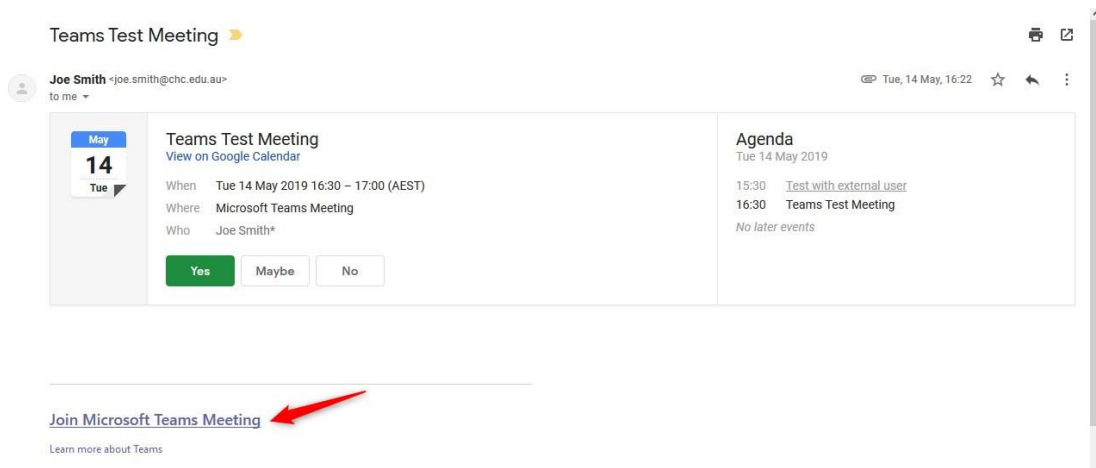 Teams Test Meeting
Joe Smith <joe.smith@chc.edu.au>
Tue, 14 May, 16:22
to me
May
14
Tue
Teams Test Meeting
View on Google Calendar
When Tue 14 May 2019 16:30 – 17:00 (AEST)
Where Microsoft Teams Meeting
Who Joe Smith*
Yes Maybe No
Agenda
Tue 14 May 2019
15:30 Test with external user
16:30 Teams Test Meeting
No later events
Join Microsoft Teams Meeting
Learn more about Teams